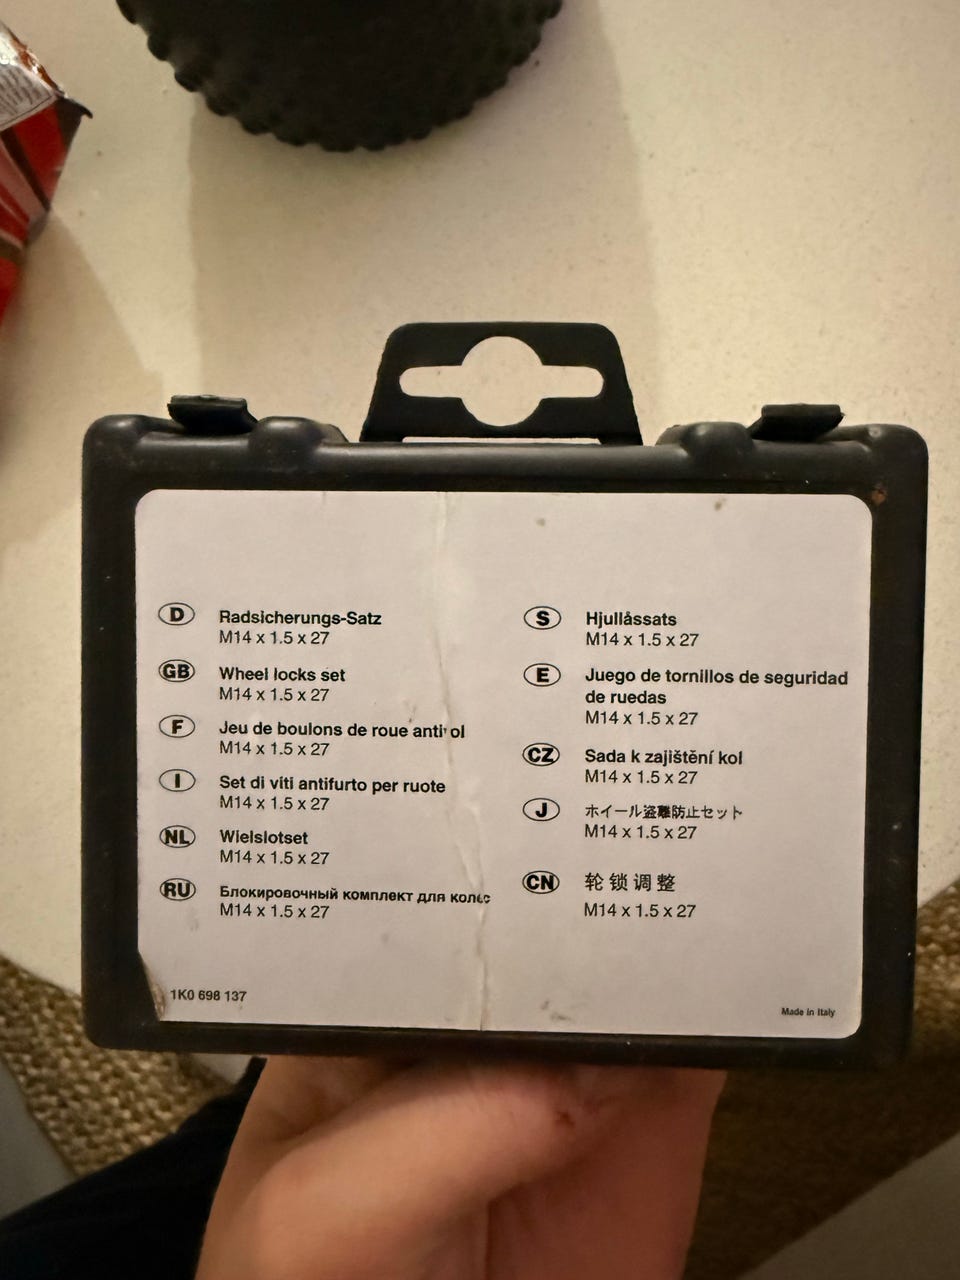 D
Radsicherungs-Satz
M14 x 1.5 x 27
GB
Wheel locks set
M14 x 1.5 x 27
F
Jeu de boulons de roue
M14 x 1.5 x 27
I
Set di viti antifurto per ruote
M14 x 1.5 x 27
NL
Wielslotset
M14 x 1.5 x 27
RU
Блокировочный комплект для колес
M14 x 1.5 x 27
1K0 698 137
S
Hjullåssats
M14 x 1.5 x 27
E
Juego de tornillos de seguridad
de ruedas
M14 x 1.5 x 27
CZ
Sada k zajištění kol
M14 x 1.5 x 27
J
ホイール盗難防止セット
M14 x 1.5 x 27
CN
轮锁调整
M14 x 1.5 x 27
Made in Italy